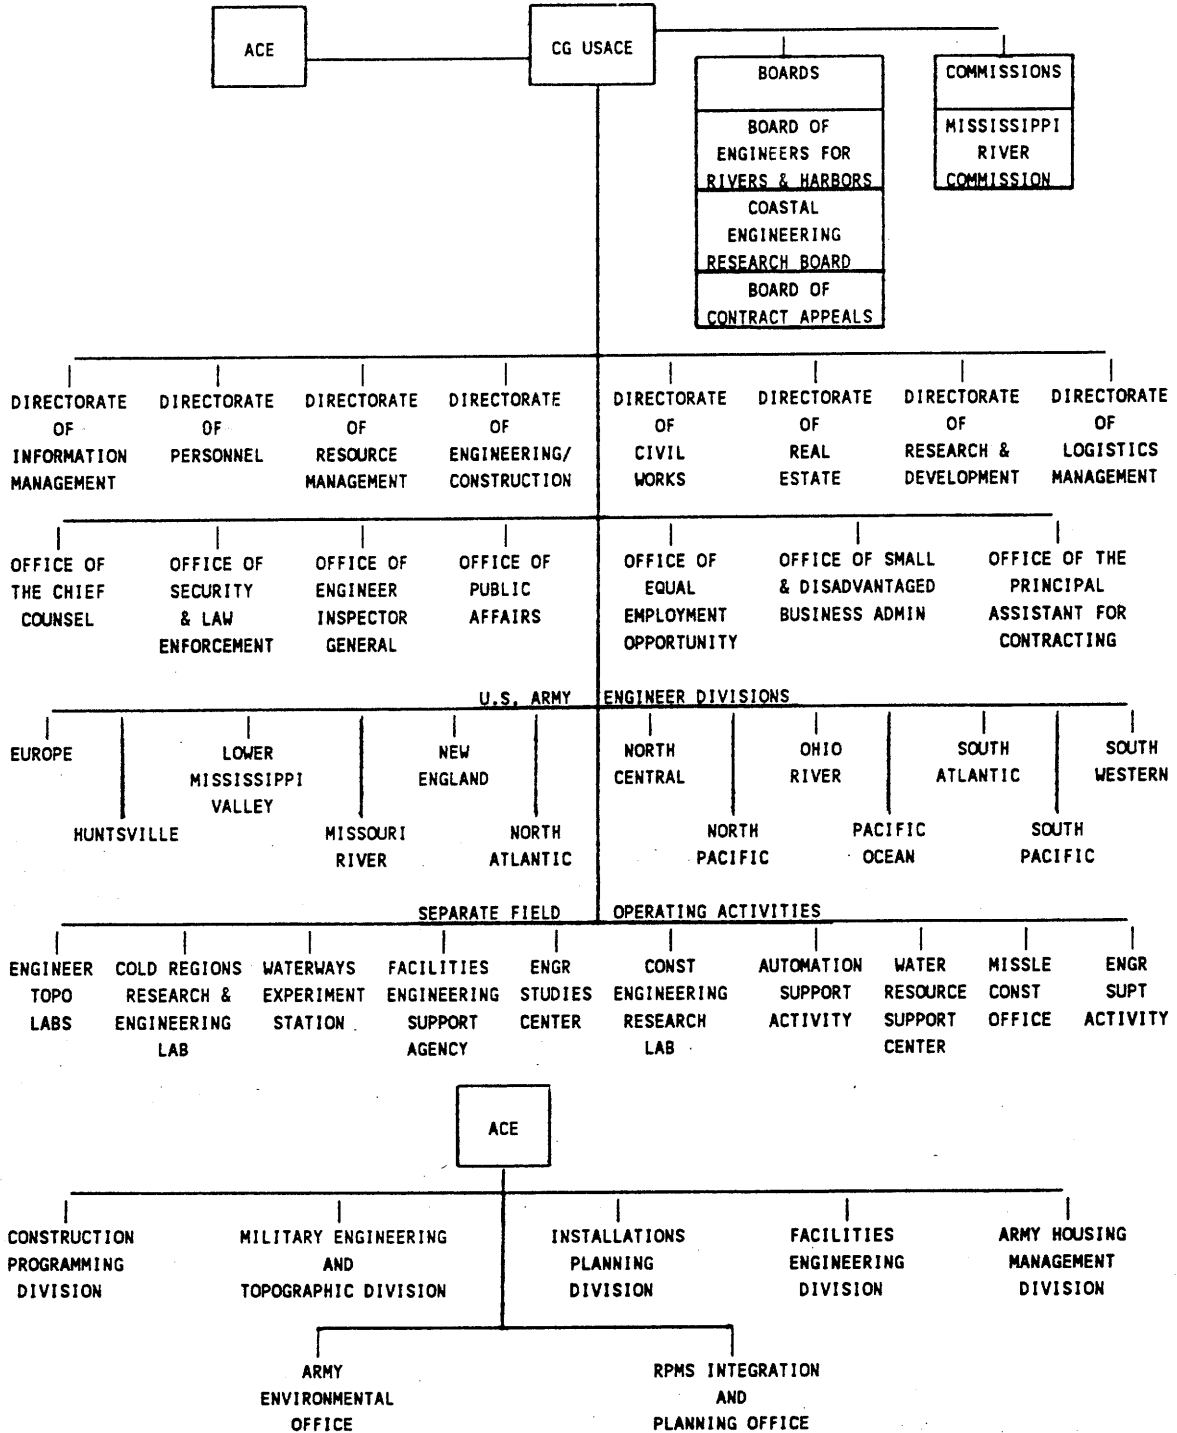 ACE
CG USACE
BOARDS
COMMISSIONS
BOARD OF
ENGINEERS FOR
RIVERS & HARBORS
MISSISSIPPI
RIVER
COMMISSION
COASTAL
ENGINEERING
RESEARCH BOARD
BOARD OF
CONTRACT APPEALS
DIRECTORATE
OF
INFORMATION
MANAGEMENT
DIRECTORATE
OF
PERSONNEL
DIRECTORATE
OF
RESOURCE
MANAGEMENT
DIRECTORATE
OF
ENGINEERING/
CONSTRUCTION
DIRECTORATE
OF
CIVIL
WORKS
DIRECTORATE
OF
REAL
ESTATE
DIRECTORATE
OF
RESEARCH &
DEVELOPMENT
DIRECTORATE
OF
LOGISTICS
MANAGEMENT
OFFICE OF
THE CHIEF
COUNSEL
OFFICE OF
SECURITY
& LAW
ENFORCEMENT
OFFICE OF
ENGINEER
INSPECTOR
GENERAL
OFFICE OF
PUBLIC
AFFAIRS
OFFICE OF
EQUAL
EMPLOYMENT
OPPORTUNITY
OFFICE OF SMALL
& DISADVANTAGED
BUSINESS ADMIN
OFFICE OF THE
PRINCIPAL
ASSISTANT FOR
CONTRACTING
U.S. ARMY ENGINEER DIVISIONS
EUROPE
HUNTSVILLE
LOWER
MISSISSIPPI
VALLEY
MISSOURI
RIVER
NEW
ENGLAND
NORTH
ATLANTIC
NORTH
CENTRAL
NORTH
PACIFIC
OHIO
RIVER
PACIFIC
OCEAN
SOUTH
ATLANTIC
SOUTH
PACIFIC
SOUTH
WESTERN
SEPARATE FIELD OPERATING ACTIVITIES
ENGINEER
TOPO
LABS
COLD REGIONS
RESEARCH &
ENGINEERING
LAB
WATERWAYS
EXPERIMENT
STATION
FACILITIES
ENGINEERING
SUPPORT
AGENCY
ENGR
STUDIES
CENTER
CONST
ENGINEERING
RESEARCH
LAB
AUTOMATION
SUPPORT
ACTIVITY
WATER
RESOURCE
SUPPORT
CENTER
MISSLE
CONST
OFFICE
ENGR
SUPT
ACTIVITY
ACE
CONSTRUCTION
PROGRAMMING
DIVISION
MILITARY ENGINEERING
AND
TOPOGRAPHIC DIVISION
INSTALLATIONS
PLANNING
DIVISION
FACILITIES
ENGINEERING
DIVISION
ARMY HOUSING
MANAGEMENT
DIVISION
ARMY
ENVIRONMENTAL
OFFICE
RPMS INTEGRATION
AND
PLANNING OFFICE